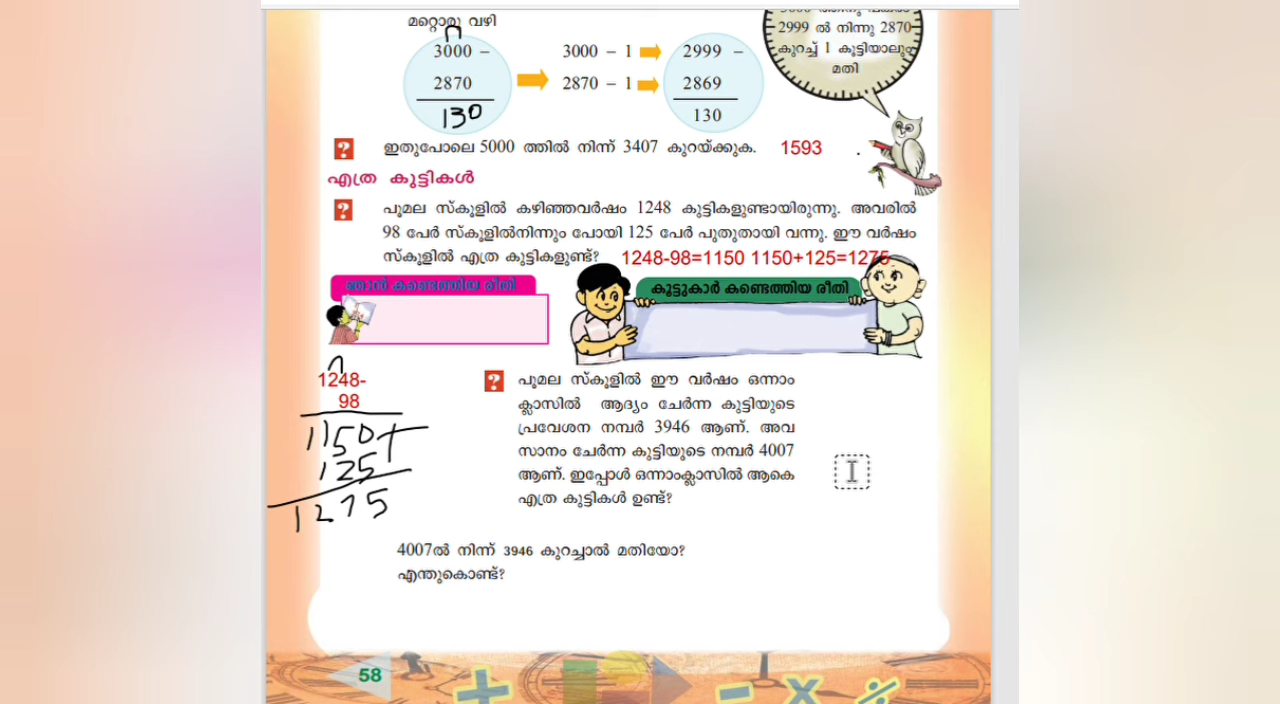 മറ്റൊരു വഴി
3000 –
2870
130
3000 – 1
2870 – 1
2999 –
2869
130
2999 ൽ നിന്നു 2870
കുറച്ച് 1 കൂട്ടിയാലും
മതി
ഇതുപോലെ 5000 ത്തിൽ നിന്ന് 3407 കുറയ്ക്കുക. 1593 .
എത്ര കുട്ടികൾ
പൂമല സ്കൂളിൽ കഴിഞ്ഞവർഷം 1248 കുട്ടികളുണ്ടായിരുന്നു. അവരിൽ
98 പേർ സ്കൂളിൽനിന്നും പോയി 125 പേർ പുതുതായി വന്നു. ഈ വർഷം
സ്കൂളിൽ എത്ര കുട്ടികളുണ്ട്? 1248-98=1150 1150+125=1275
ഞാൻ കണ്ടെത്തിയ രീതി
കൂട്ടുകാർ കണ്ടെത്തിയ രീതി
1248-
98
1150+
125
1275
പൂമല സ്കൂളിൽ ഈ വർഷം ഒന്നാം
ക്ലാസിൽ ആദ്യം ചേർന്ന കുട്ടിയുടെ
പ്രവേശന നമ്പർ 3946 ആണ്. അവ
സാനം ചേർന്ന കുട്ടിയുടെ നമ്പർ 4007
ആണ്. ഇപ്പോൾ ഒന്നാംക്ലാസിൽ ആകെ
എത്ര കുട്ടികൾ ഉണ്ട്?
4007ൽ നിന്ന് 3946 കുറച്ചാൽ മതിയോ?
എന്തുകൊണ്ട്?
58